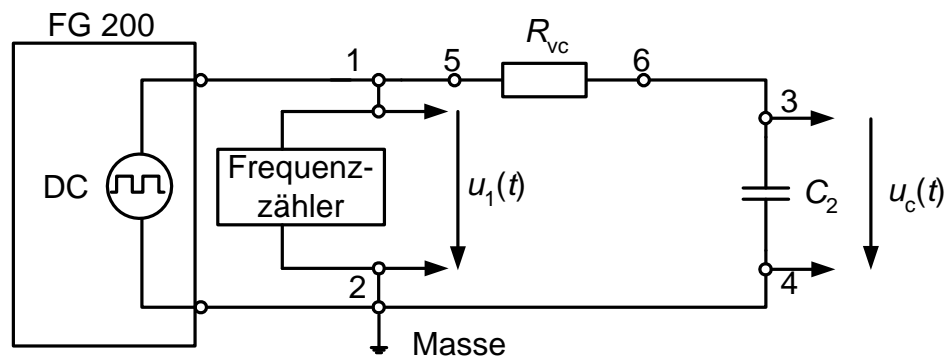 FG 200
DC
1
5
R_vc
6
3
Frequenz-
zähler
u_1(t)
C_2
u_c(t)
2
4
Masse